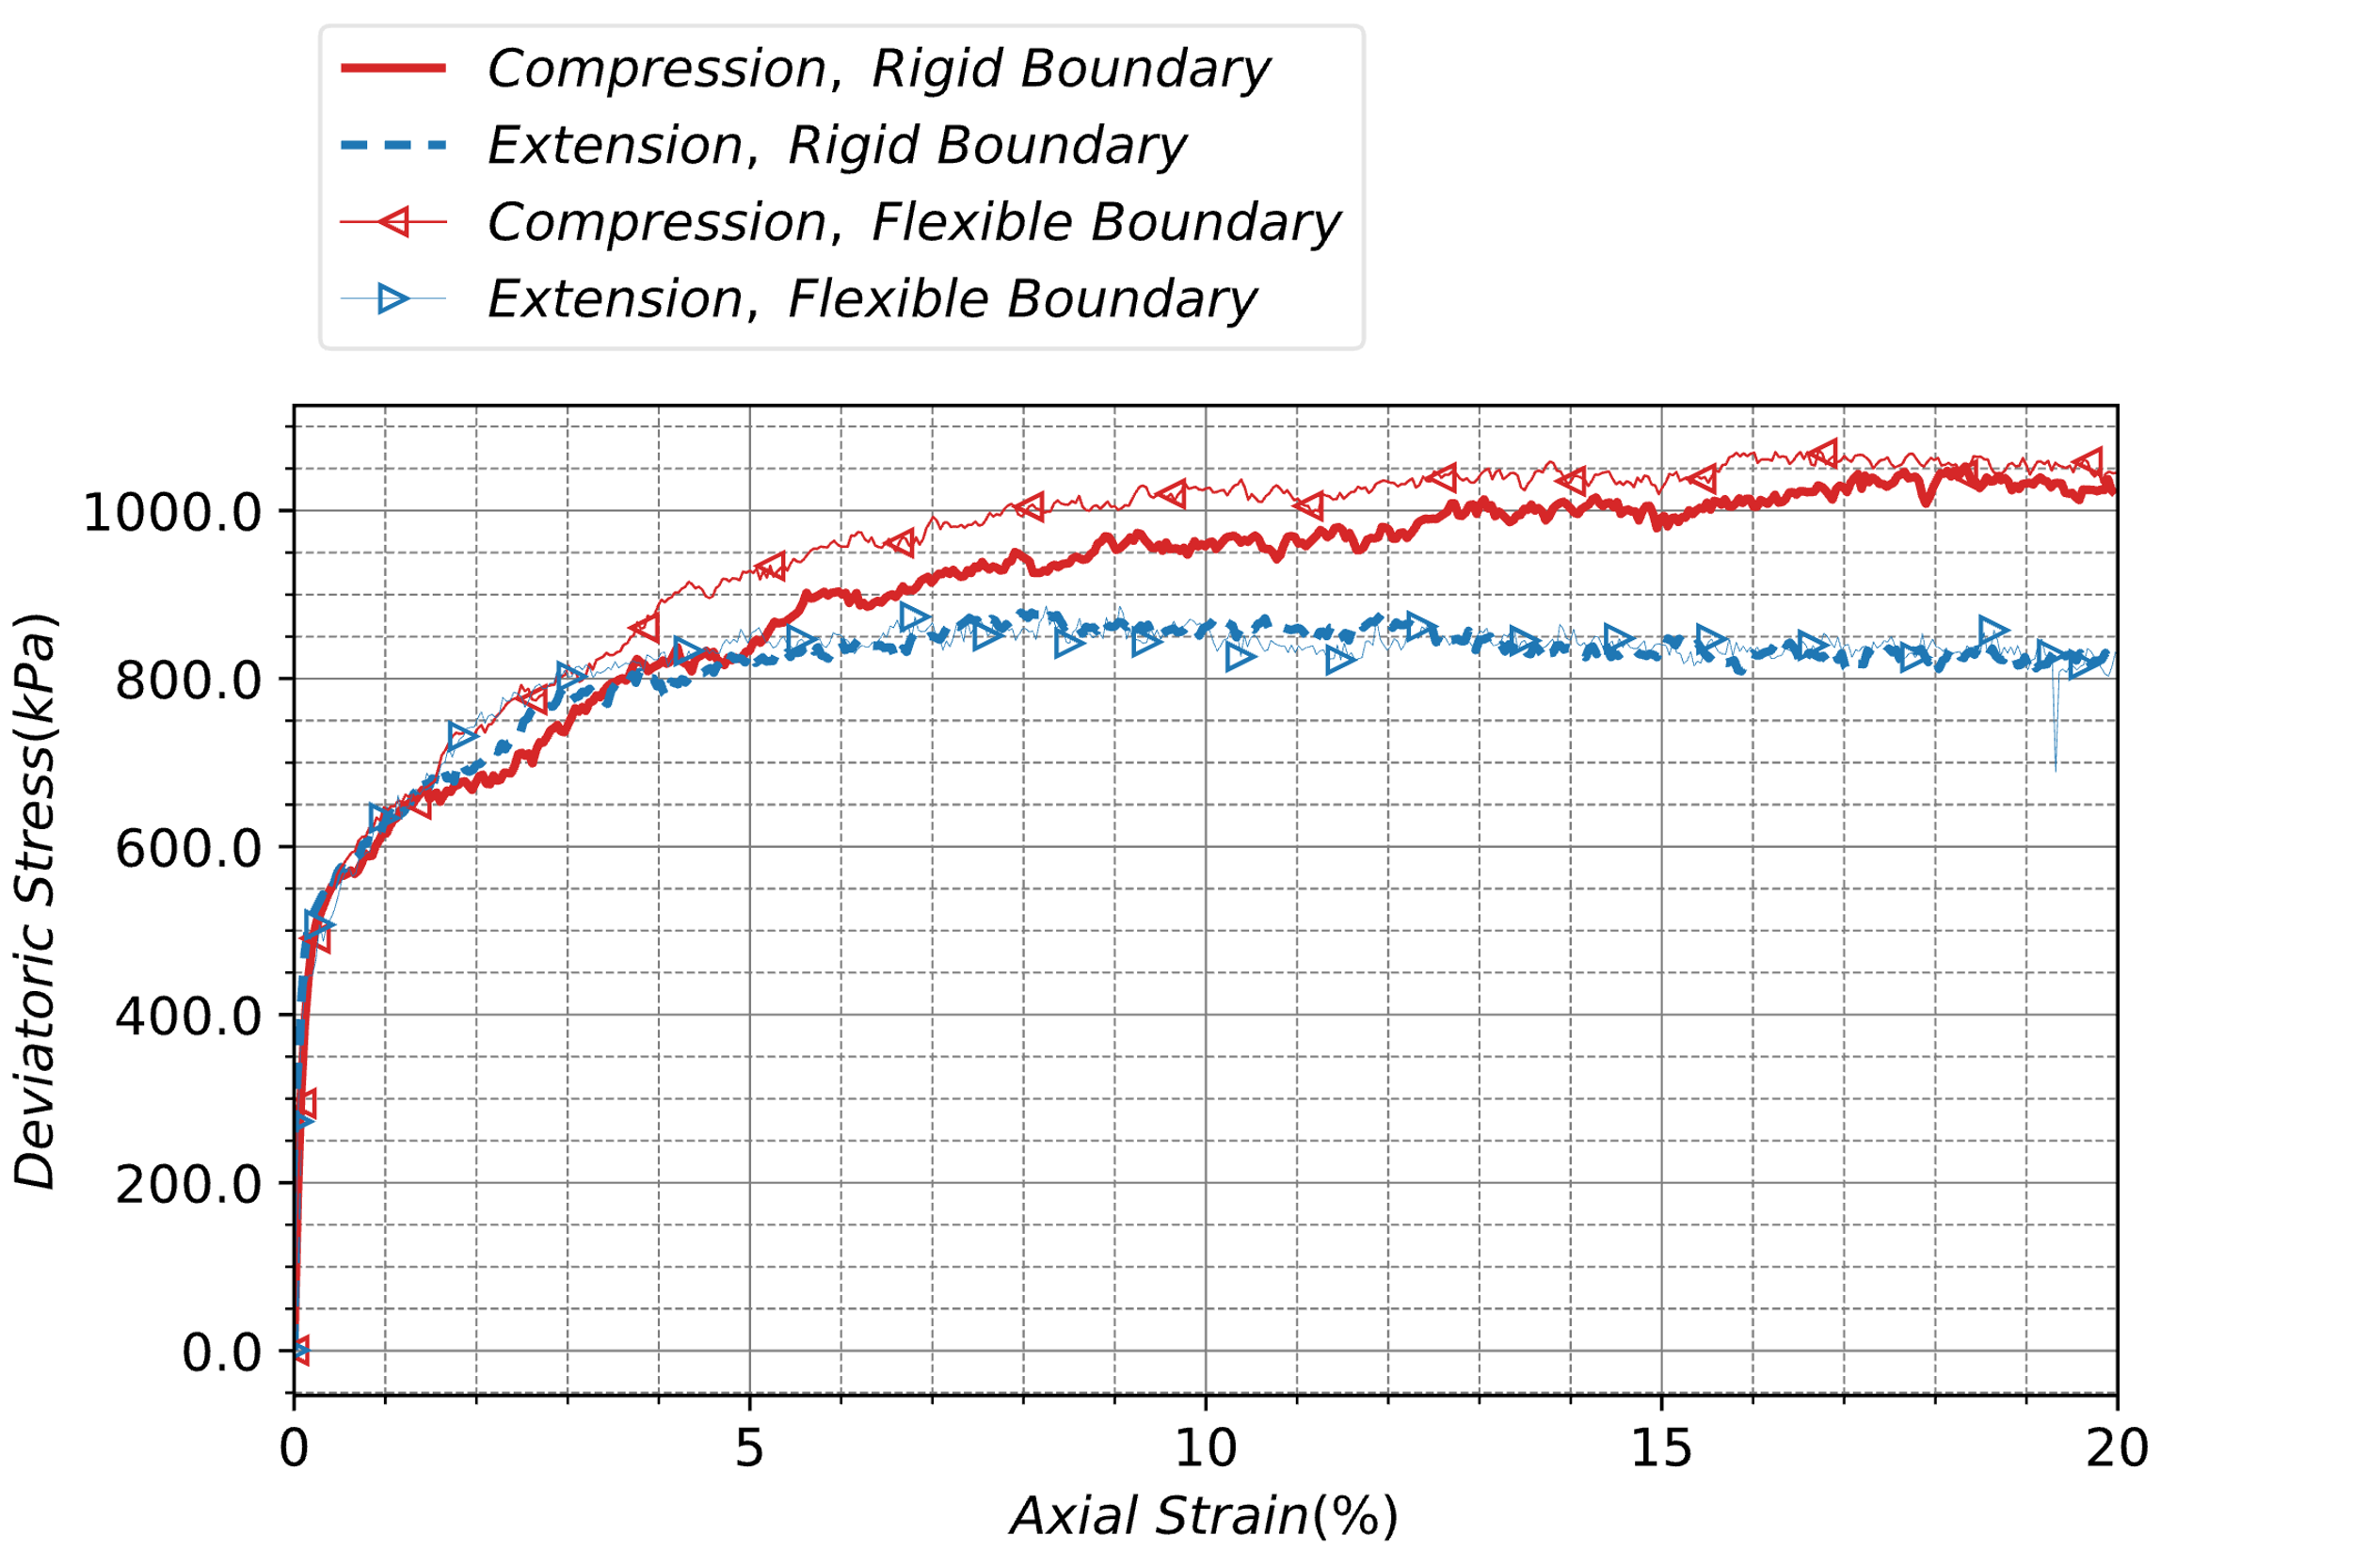 Compression, Rigid Boundary
Extension, Rigid Boundary
Compression, Flexible Boundary
Extension, Flexible Boundary
Deviatoric Stress(kPa)
1000.0
800.0
600.0
400.0
200.0
0.0
0 5 10 15 20
Axial Strain(%)